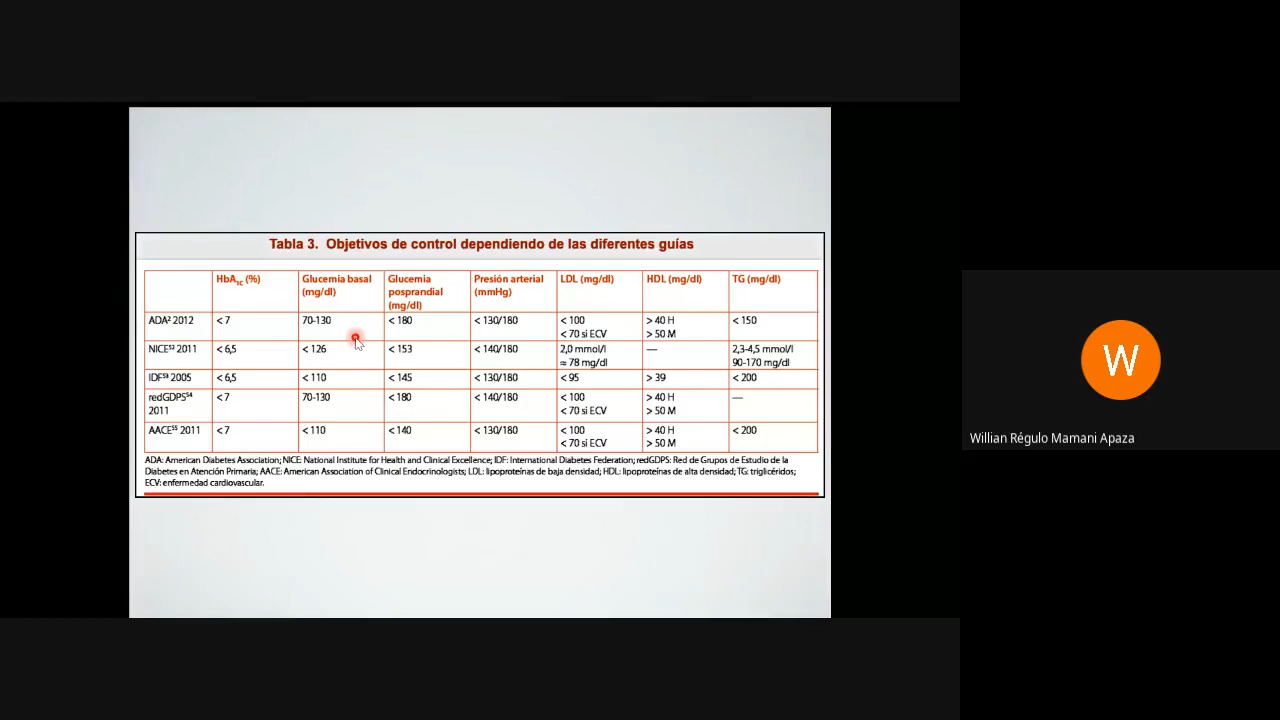 Tabla 3. Objetivos de control dependiendo de las diferentes guías
HbA1c (%) Glucemia basal (mg/dl) Glucemia posprandial (mg/dl) Presión arterial (mmHg) LDL (mg/dl) HDL (mg/dl) TG (mg/dl)
ADA² 2012 < 7 70-130 < 180 < 130/180 < 100 < 70 si ECV > 40 H > 50 M < 150
NICE⁵² 2011 < 6,5 < 126 < 153 < 140/180 2,0 mmol/l ≈ 78 mg/dl — 2,3-4,5 mmol/l 90-170 mg/dl
IDF⁵³ 2005 < 6,5 < 110 < 145 < 130/180 < 95 > 39 < 200
redGDPS⁵⁴ 2011 < 7 70-130 < 180 < 140/180 < 100 < 70 si ECV > 40 H > 50 M —
AACE⁵⁵ 2011 < 7 < 110 < 140 < 130/180 < 100 < 70 si ECV > 40 H > 50 M < 200
ADA: American Diabetes Association; NICE: National Institute for Health and Clinical Excellence; IDF: International Diabetes Federation; redGDPS: Red de Grupos de Estudio de la
Diabetes en Atención Primaria; AACE: American Association of Clinical Endocrinologists; LDL: lipoproteínas de baja densidad; HDL: lipoproteínas de alta densidad; TG: triglicéridos;
ECV: enfermedad cardiovascular.
W
Willian Régulo Mamani Apaza